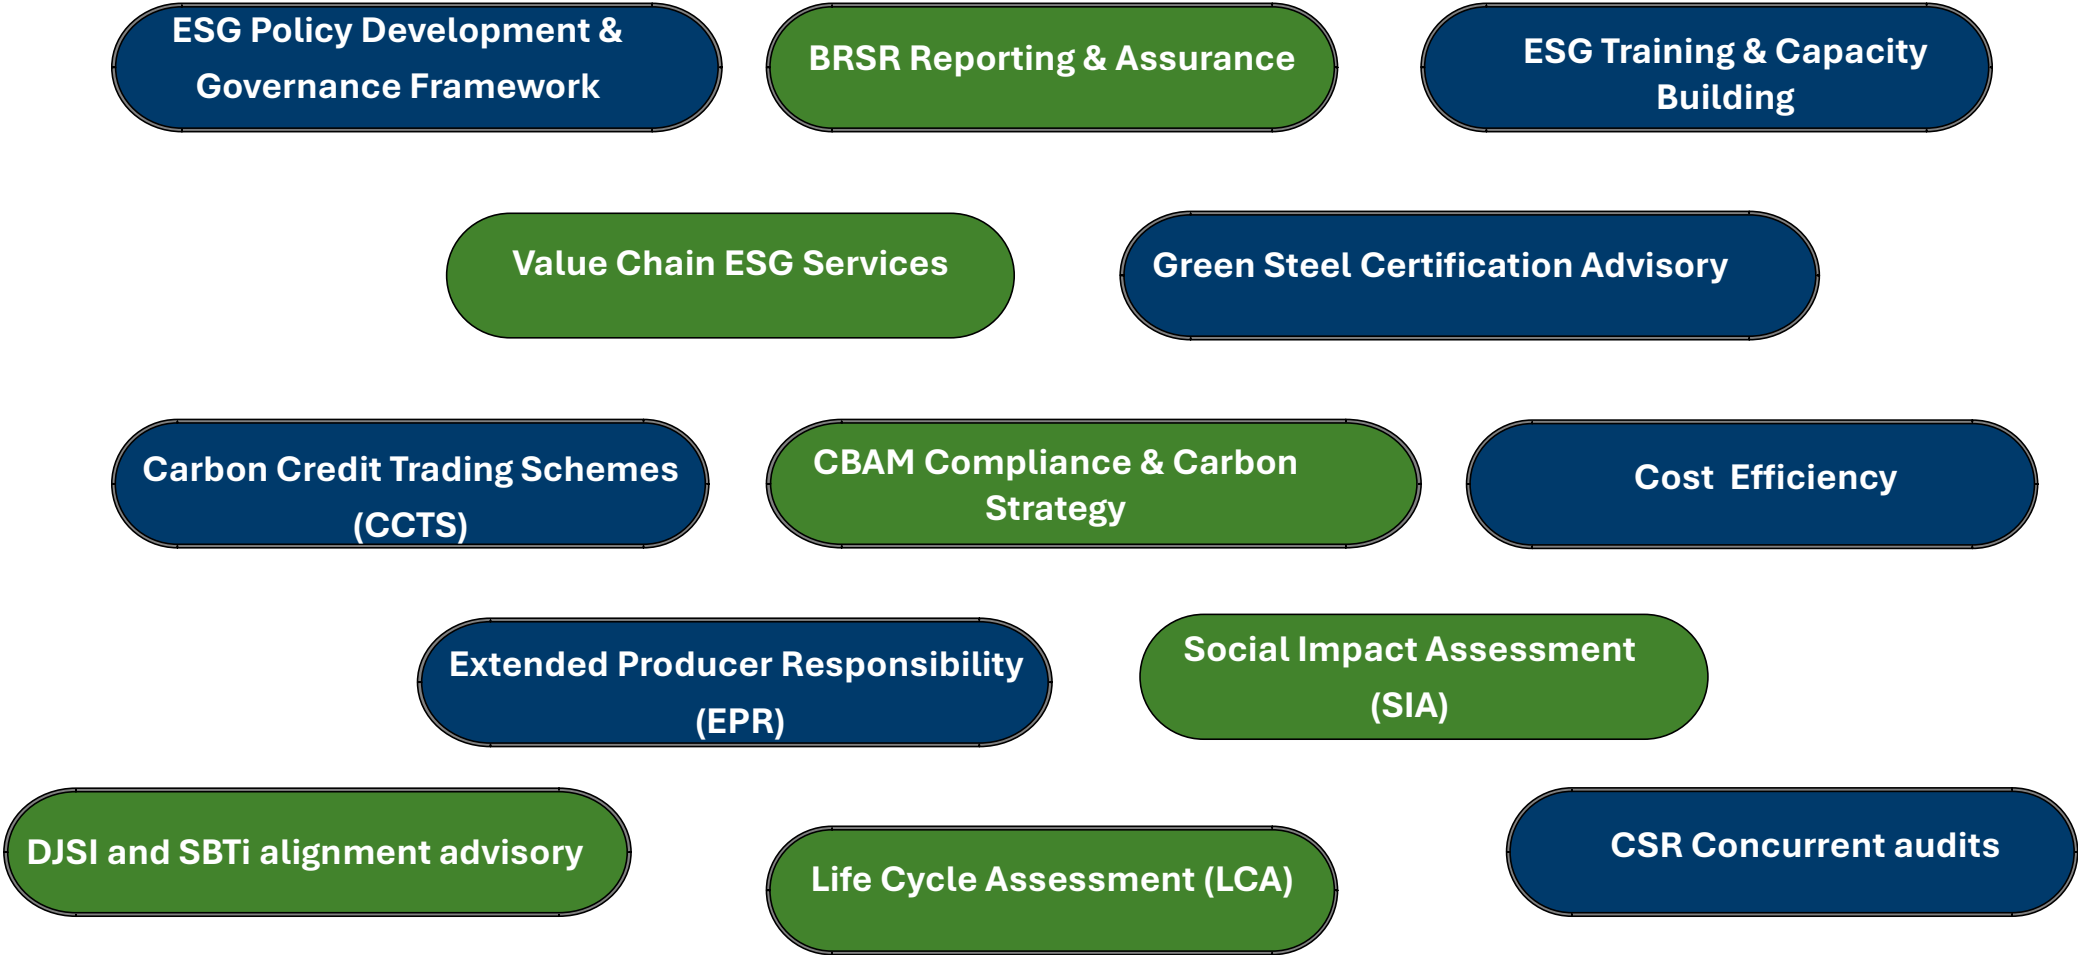 ESG Policy Development &
Governance Framework
BRSR Reporting & Assurance
ESG Training & Capacity
Building
Value Chain ESG Services
Green Steel Certification Advisory
Carbon Credit Trading Schemes
(CCTS)
CBAM Compliance & Carbon
Strategy
Cost  Efficiency
Extended Producer Responsibility
(EPR)
Social Impact Assessment
(SIA)
DJSI and SBTi alignment advisory
Life Cycle Assessment (LCA)
CSR Concurrent audits